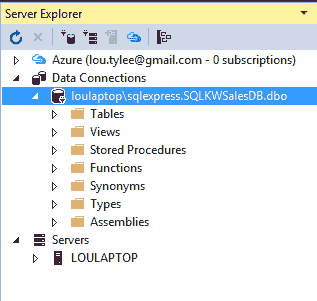 Server Explorer
Azure (lou.tylee@gmail.com - 0 subscriptions)
Data Connections
loulaptop\sqlexpress.SQLKWSalesDB.dbo
Tables
Views
Stored Procedures
Functions
Synonyms
Types
Assemblies
Servers
LOULAPTOP